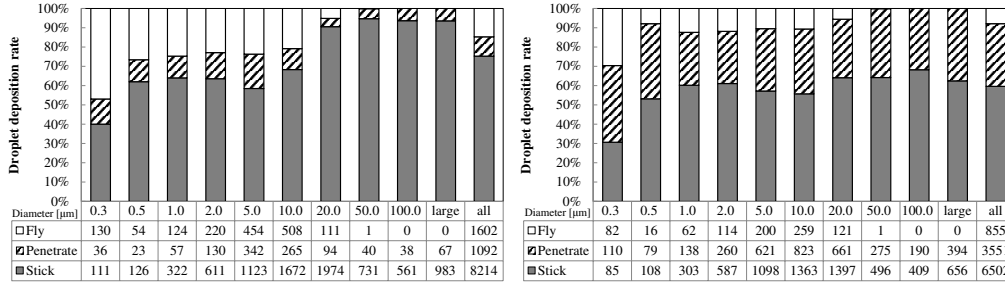 Droplet deposition rate
100%
90%
80%
70%
60%
50%
40%
30%
20%
10%
0%
Diameter [μm] 0.3 0.5 1.0 2.0 5.0 10.0 20.0 50.0 100.0 large all
Fly 130 54 124 220 454 508 111 1 0 0 1602
Penetrate 36 23 57 130 342 265 94 40 38 67 1092
Stick 111 126 322 611 1123 1672 1974 731 561 983 8214
Droplet deposition rate
100%
90%
80%
70%
60%
50%
40%
30%
20%
10%
0%
Diameter [μm] 0.3 0.5 1.0 2.0 5.0 10.0 20.0 50.0 100.0 large all
Fly 82 16 62 114 200 259 121 1 0 0 855
Penetrate 110 79 138 260 621 823 661 275 190 394
Stick 85 108 303 587 1098 1363 1397 496 409 656 6502